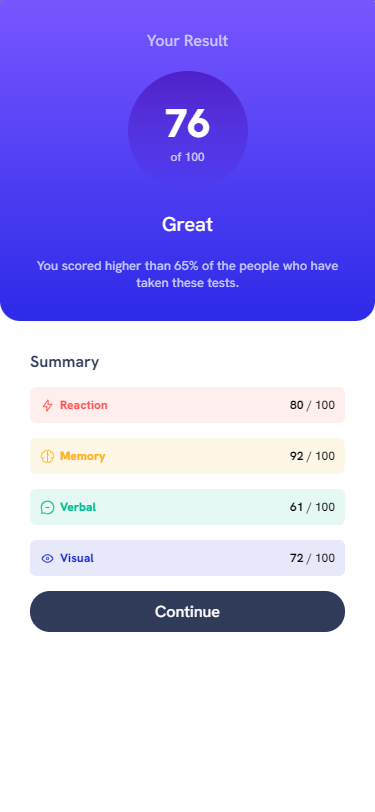 Your Result
76
of 100
Great
You scored higher than 65% of the people who have
taken these tests.
Summary
Reaction 80 / 100
Memory 92 / 100
Verbal 61 / 100
Visual 72 / 100
Continue